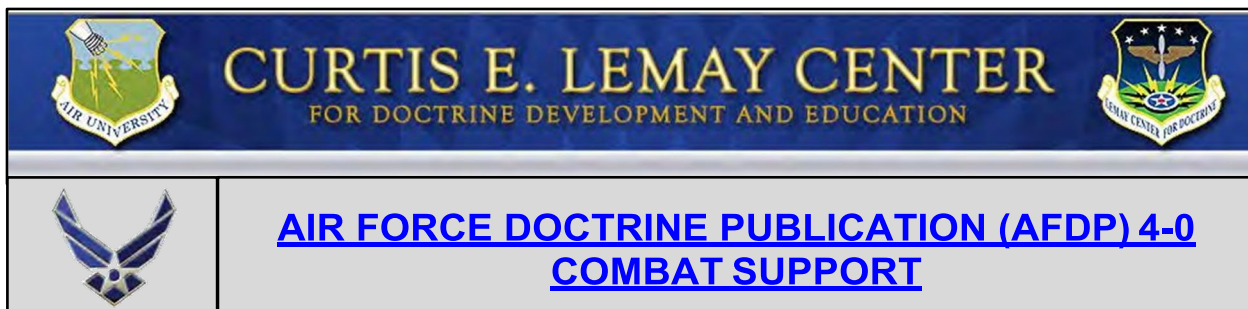 CURTIS E. LEMAY CENTER
FOR DOCTRINE DEVELOPMENT AND EDUCATION
AIR UNIVERSITY
LEMAY CENTER FOR DOCTRINE
AIR FORCE DOCTRINE PUBLICATION (AFDP) 4-0
COMBAT SUPPORT